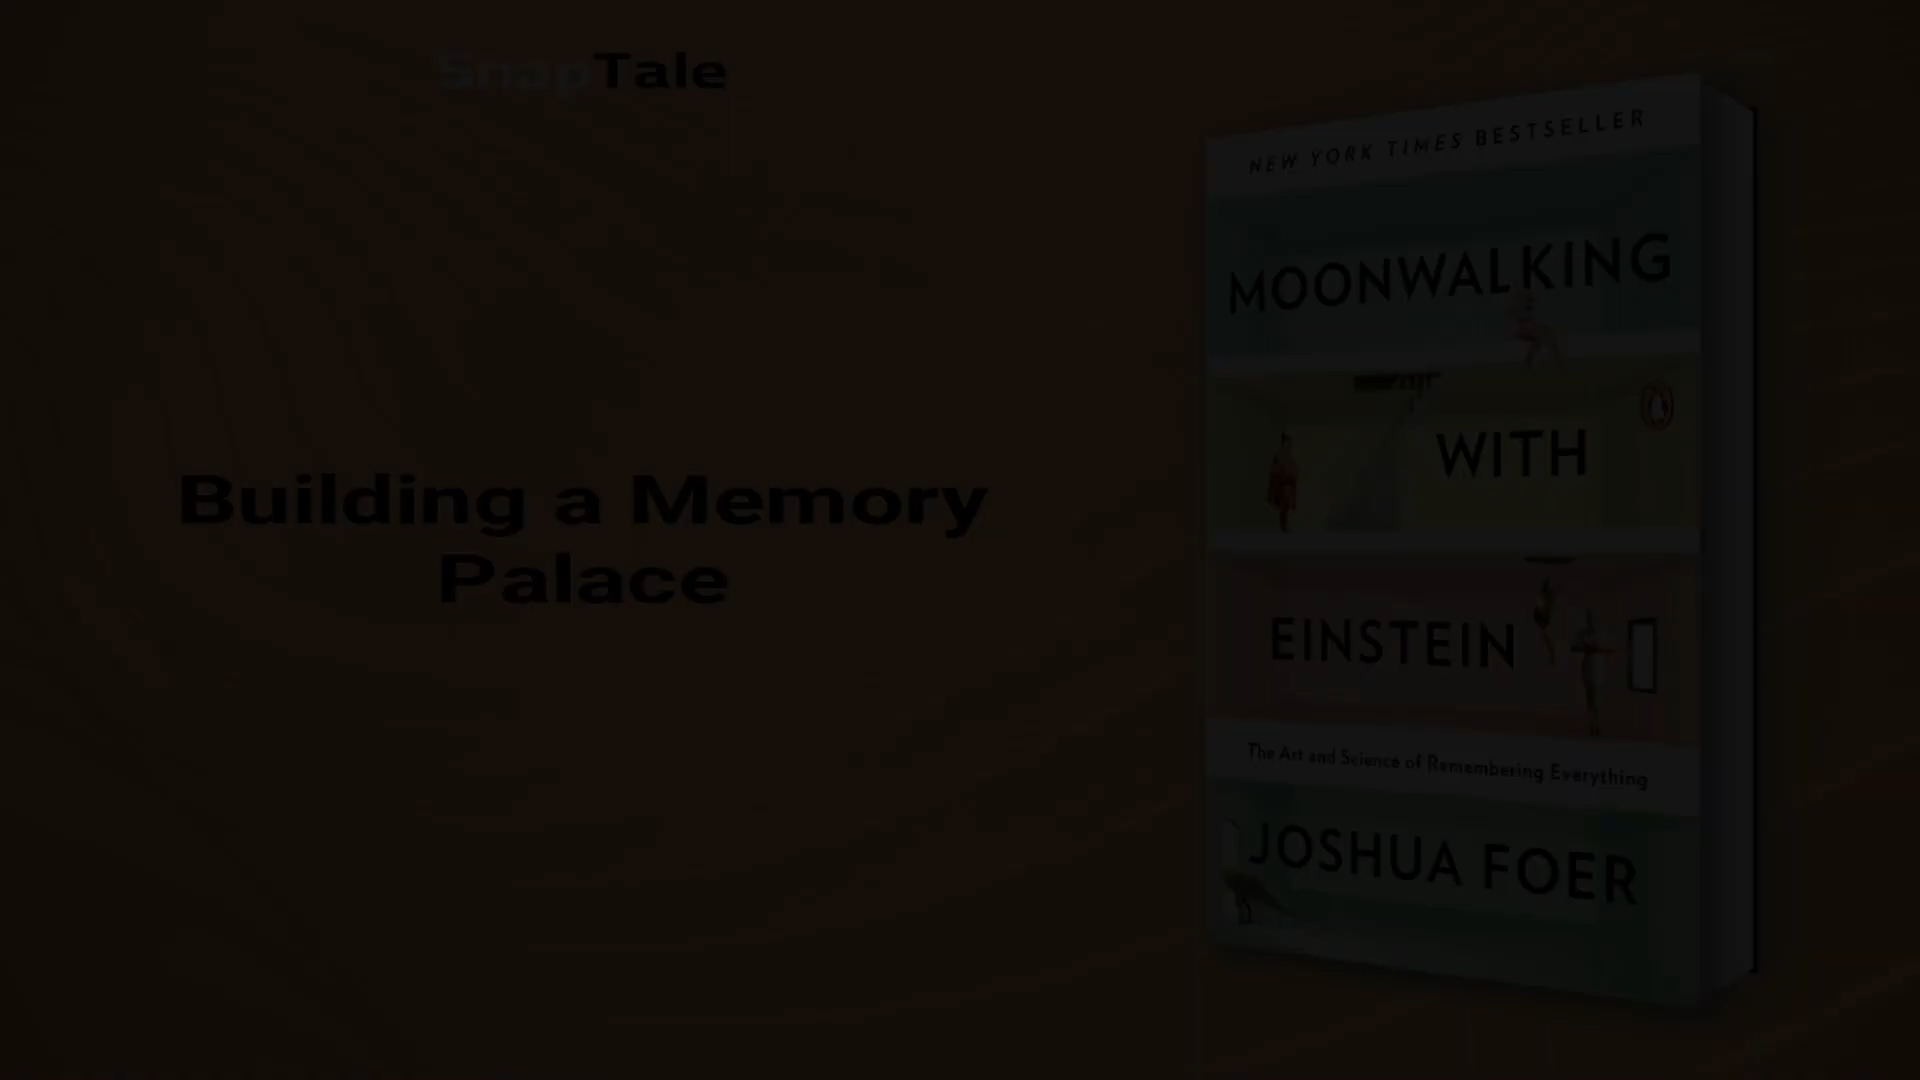 SnapTale
Building a Memory
Palace
NEW YORK TIMES BESTSELLER
MOONWALKING
WITH
EINSTEIN
The Art and Science of Remembering Everything
JOSHUA FOER